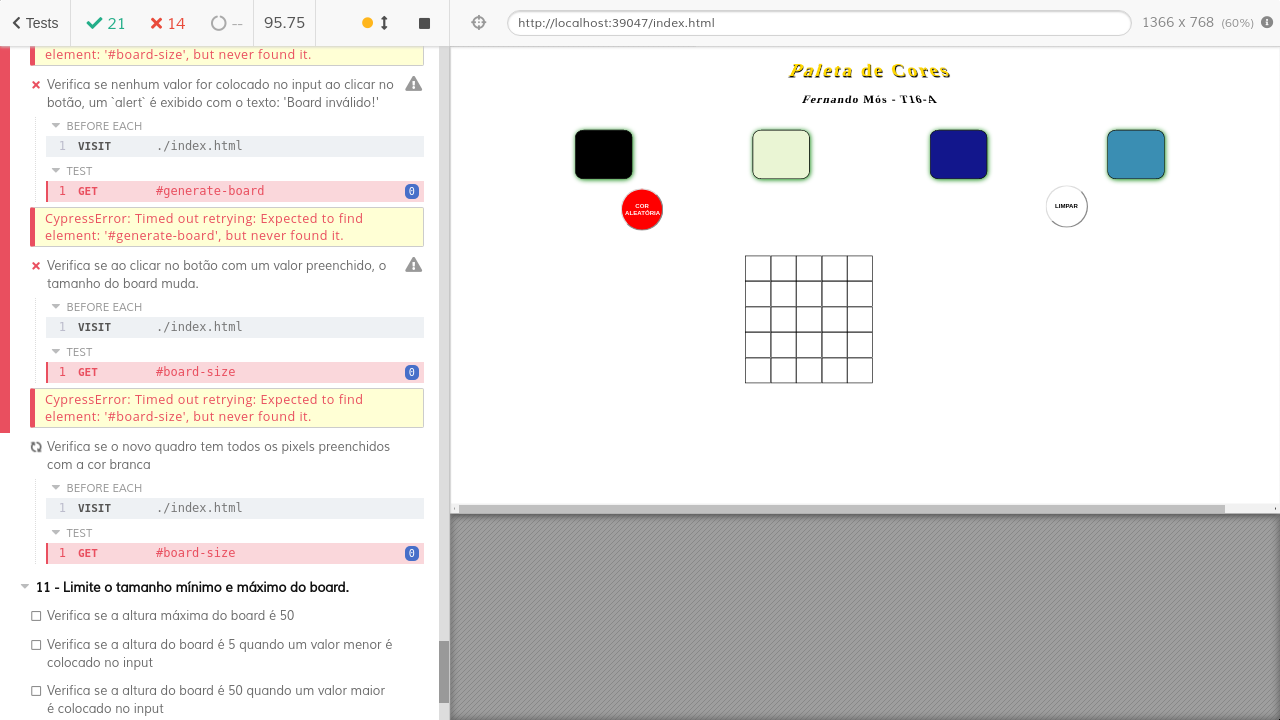 Tests
21
14
--
95.75
http://localhost:39047/index.html
1366 x 768 (60%)
element: '#board-size', but never found it.
Verifica se nenhum valor for colocado no input ao clicar no
botão, um `alert` é exibido com o texto: 'Board inválido!'
BEFORE EACH
1 VISIT ./index.html
TEST
1 GET #generate-board 0
CypressError: Timed out retrying: Expected to find
element: '#generate-board', but never found it.
Verifica se ao clicar no botão com um valor preenchido, o
tamanho do board muda.
BEFORE EACH
1 VISIT ./index.html
TEST
1 GET #board-size 0
CypressError: Timed out retrying: Expected to find
element: '#board-size', but never found it.
Verifica se o novo quadro tem todos os pixels preenchidos
com a cor branca
BEFORE EACH
1 VISIT ./index.html
TEST
1 GET #board-size 0
11 - Limite o tamanho mínimo e máximo do board.
Verifica se a altura máxima do board é 50
Verifica se a altura do board é 5 quando um valor menor é
colocado no input
Verifica se a altura do board é 50 quando um valor maior
é colocado no input
Paleta de Cores
Fernando Mós - T16-A
COR
ALEATÓRIA
LIMPAR